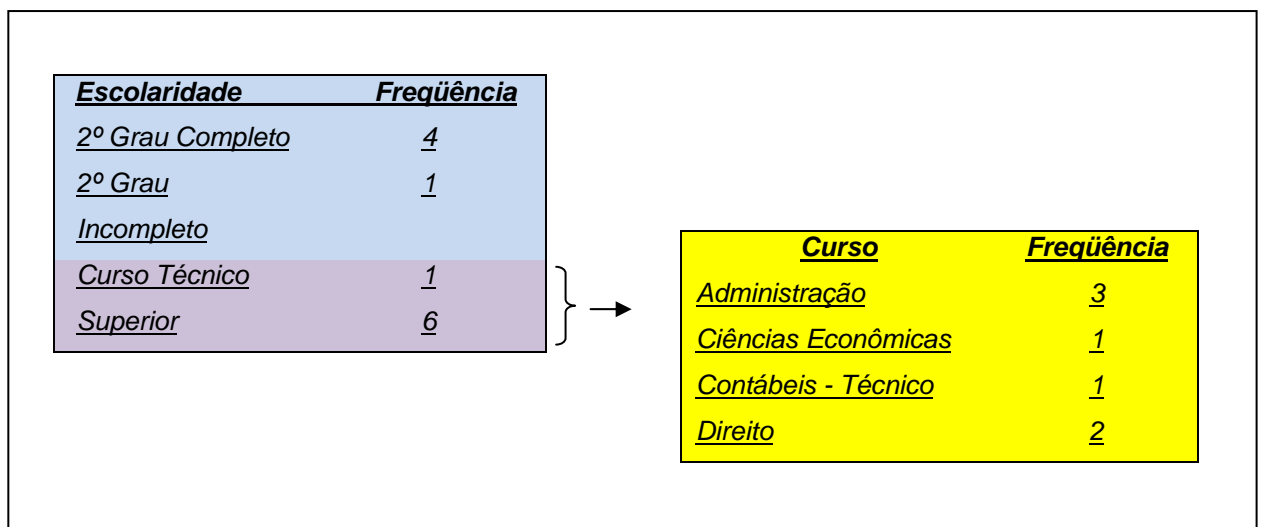 Escolaridade Freqüência
2º Grau Completo 4
2º Grau 1
Incompleto
Curso Técnico 1
Superior 6
Curso Freqüência
Administração 3
Ciências Econômicas 1
Contábeis - Técnico 1
Direito 2